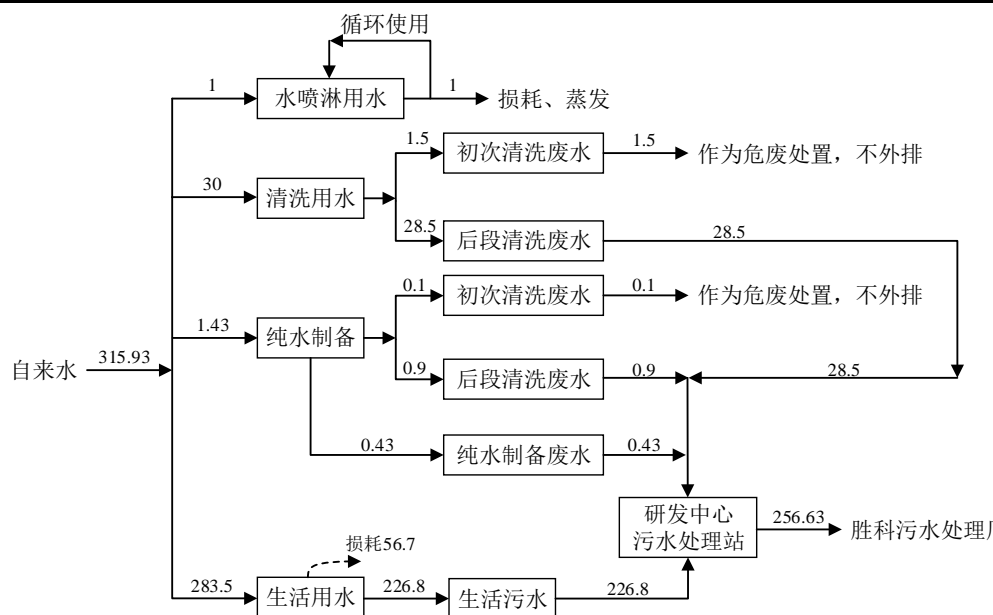 循环使用
1
水喷淋用水
1
损耗、蒸发
1.5
初次清洗废水
1.5
作为危废处置，不外排
30
清洗用水
28.5
后段清洗废水
28.5
0.1
初次清洗废水
0.1
作为危废处置，不外排
1.43
纯水制备
自来水
315.93
0.9
后段清洗废水
0.9
28.5
0.43
纯水制备废水
0.43
研发中心
污水处理站
256.63
胜科污水处理
损耗56.7
283.5
生活用水
226.8
生活污水
226.8